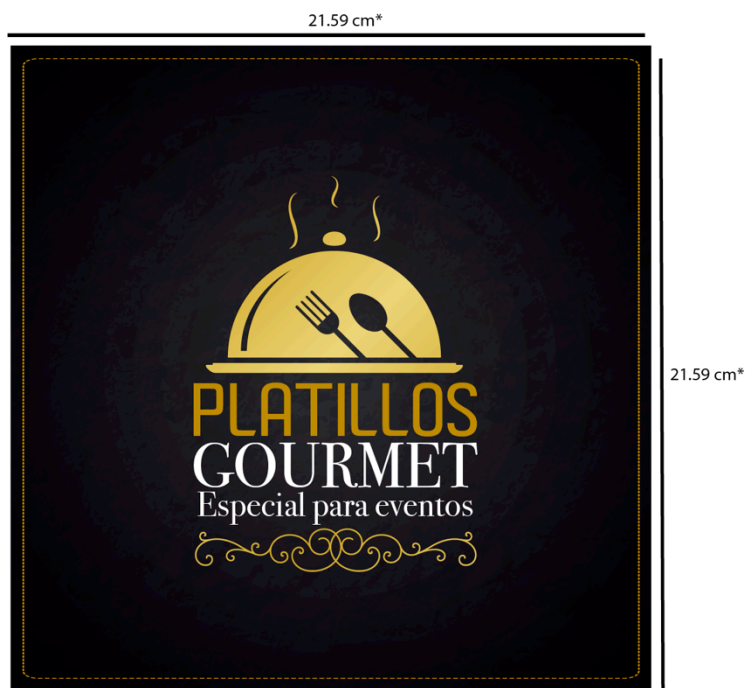 21.59 cm*
21.59 cm*
PLATILLOS
GOURMET
Especial para eventos